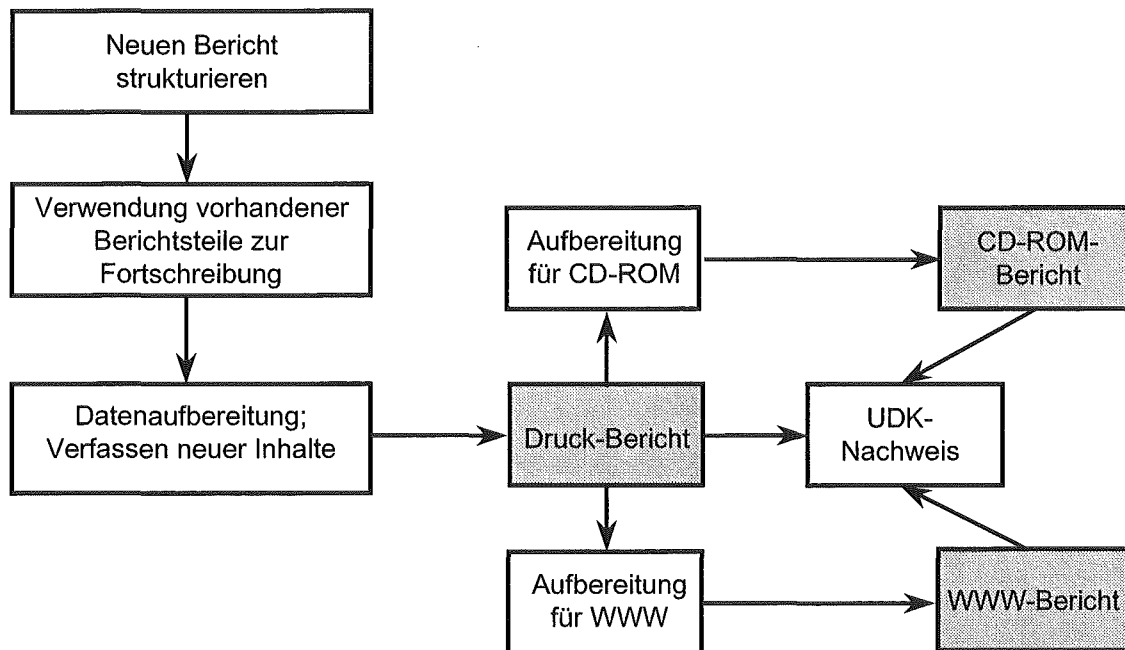 Neuen Bericht
strukturieren
Verwendung vorhandener
Berichtsteile zur
Fortschreibung
Datenaufbereitung;
Verfassen neuer Inhalte
Aufbereitung
für CD-ROM
CD-ROM-
Bericht
Druck-Bericht
UDK-
Nachweis
Aufbereitung
für WWW
WWW-Bericht